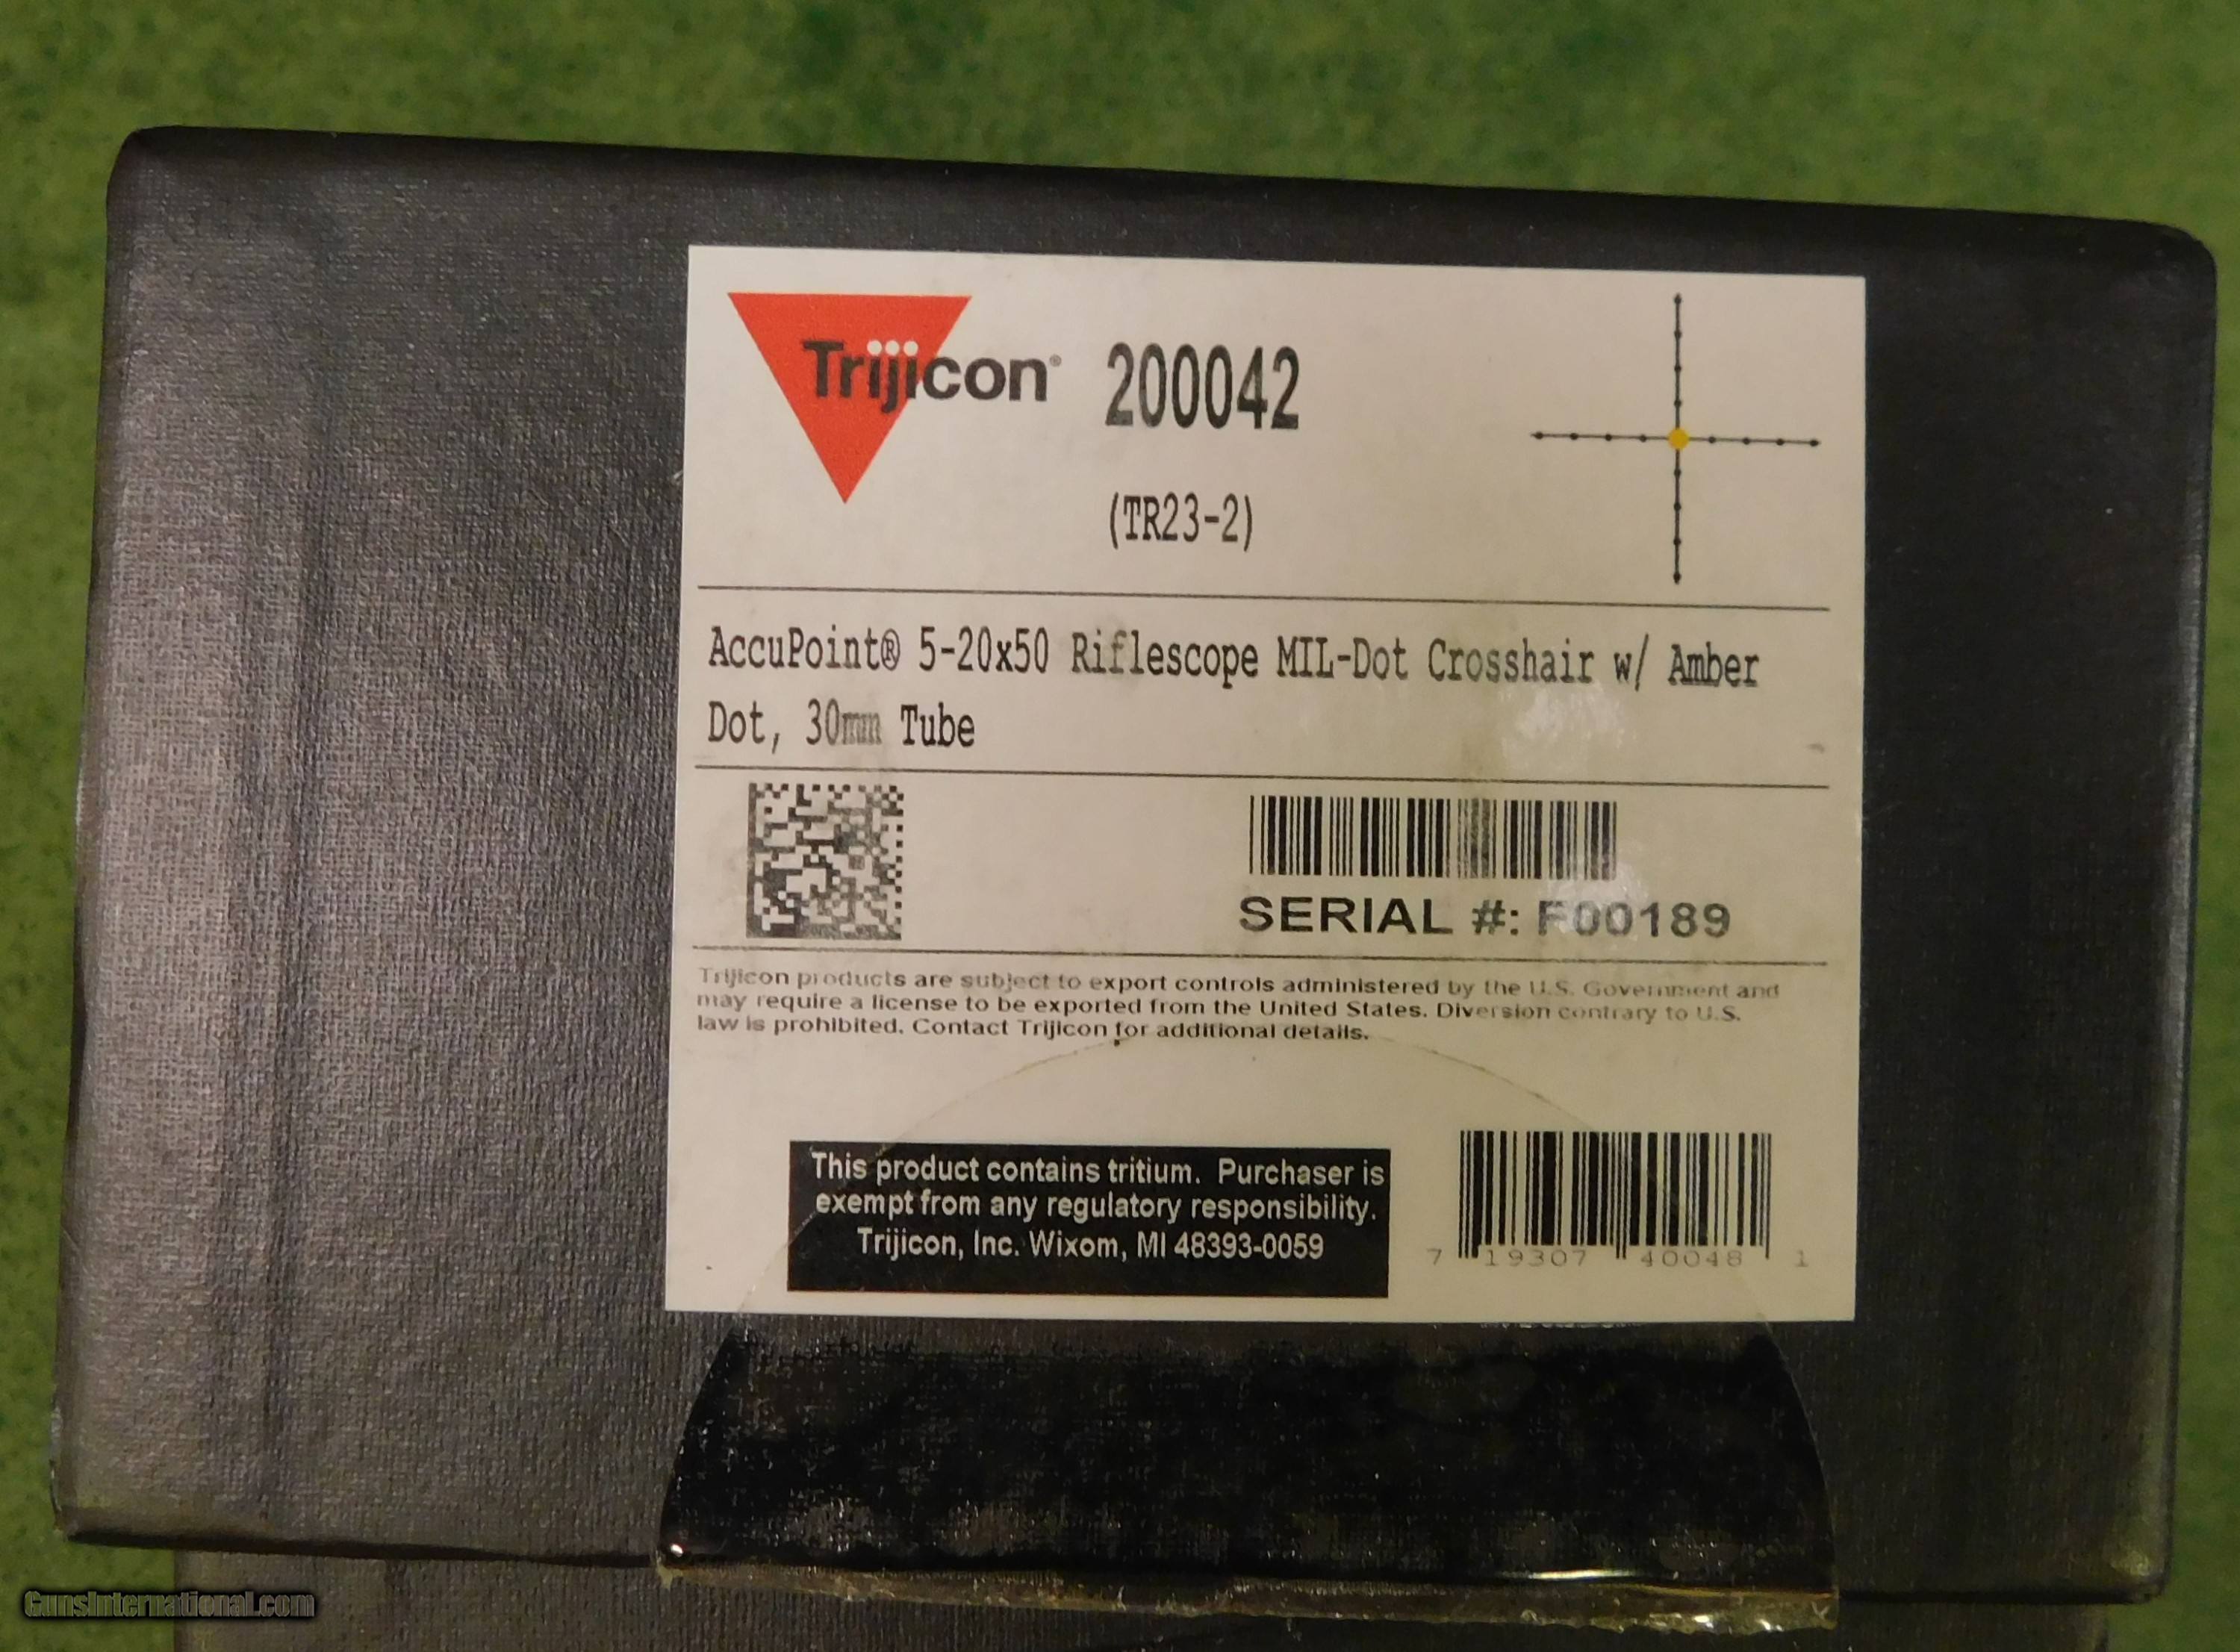 Trijicon® 200042
(TR23-2)
AccuPoint® 5-20x50 Riflescope MIL-Dot Crosshair w/ Amber
Dot, 30mm Tube
SERIAL #: F00189
Trijicon products are subject to export controls administered by the U.S. Government and
may require a license to be exported from the United States. Diversion contrary to U.S.
law is prohibited. Contact Trijicon for additional details.
This product contains tritium. Purchaser is
exempt from any regulatory responsibility.
Trijicon, Inc. Wixom, MI 48393-0059
7 19307 40048 1
GunsInternational.com